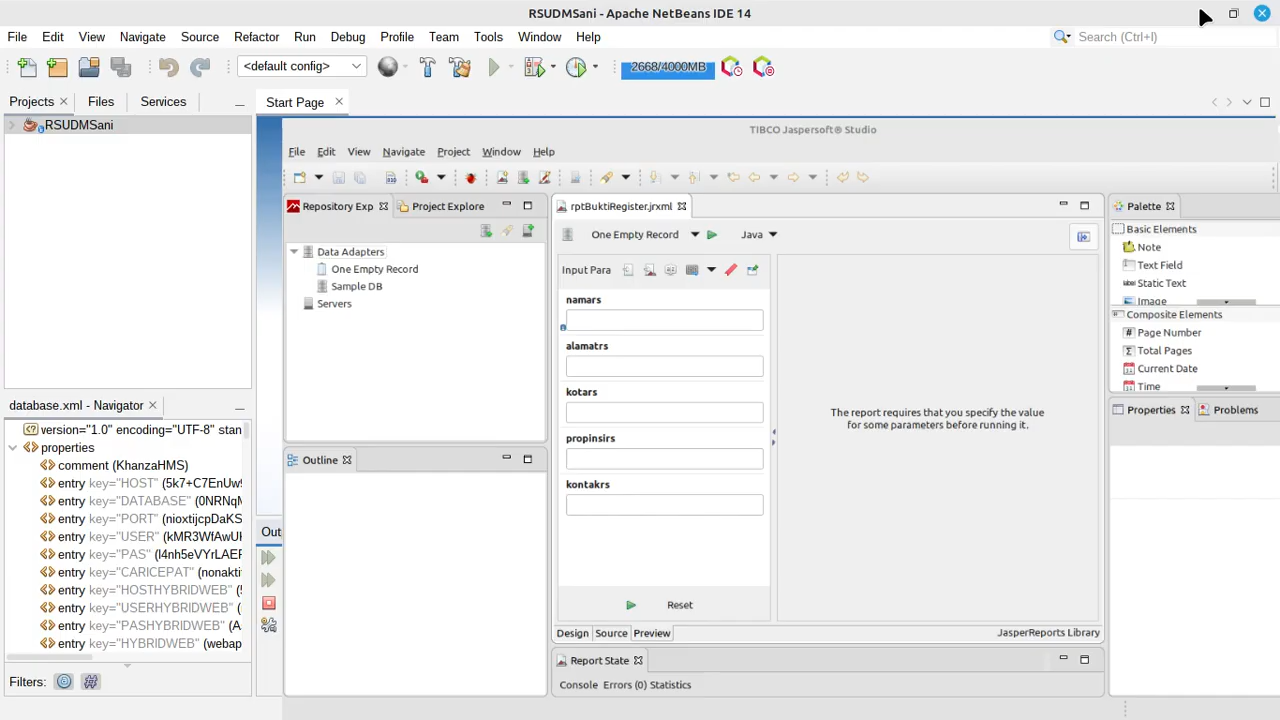 RSUDMSani - Apache NetBeans IDE 14
File Edit View Navigate Source Refactor Run Debug Profile Team Tools Window Help
Search (Ctrl+I)
<default config>
2668/4000MB
Projects Files Services
Start Page
RSUDMSani
TIBCO Jaspersoft® Studio
File Edit View Navigate Project Window Help
Repository Exp Project Explore
rptBuktiRegister.jrxml
Palette
One Empty Record
Java
Basic Elements
Note
Text Field
Static Text
Image
Composite Elements
Page Number
Total Pages
Current Date
Time
Data Adapters
One Empty Record
Sample DB
Servers
Input Para
namars
alamatrs
kotars
propinsirs
kontakrs
The report requires that you specify the value
for some parameters before running it.
Reset
Design Source Preview
JasperReports Library
Properties Problems
Outline
Report State
Console Errors (0) Statistics
database.xml - Navigator
version="1.0" encoding="UTF-8" stan
properties
comment (KhanzaHMS)
entry key="HOST" (5k7+C7EnUw
entry key="DATABASE" (0NRNq
entry key="PORT" (nioxtijcpDaKS
entry key="USER" (kMR3WfAwU
entry key="PAS" (l4nh5eVYrLAE
entry key="CARICEPAT" (nonakti
entry key="HOSTHYBRIDWEB" (
entry key="USERHYBRIDWEB" (
entry key="PASHYBRIDWEB" (A
entry key="HYBRIDWEB" (webap
Out
Filters: